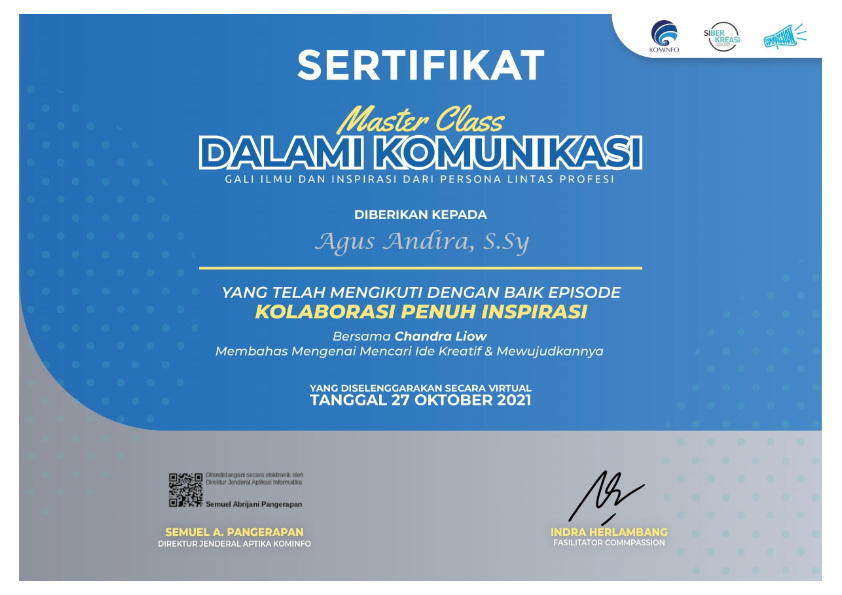 KOMINFO
SIBER
KREASI
SERTIFIKAT
Master Class
DALAMI KOMUNIKASI
GALI ILMU DAN INSPIRASI DARI PERSONA LINTAS PROFESI
DIBERIKAN KEPADA
Agus Andira, S.Sy
YANG TELAH MENGIKUTI DENGAN BAIK EPISODE
KOLABORASI PENUH INSPIRASI
Bersama Chandra Liow
Membahas Mengenai Mencari Ide Kreatif & Mewujudkannya
YANG DISELENGGARAKAN SECARA VIRTUAL
TANGGAL 27 OKTOBER 2021
Ditandatangani secara elektronik oleh
Direktur Jenderal Aplikasi Informatika
Semuel Abrijani Pangerapan
SEMUEL A. PANGERAPAN
DIREKTUR JENDERAL APTIKA KOMINFO
INDRA HERLAMBANG
FASILITATOR COMMPASSION